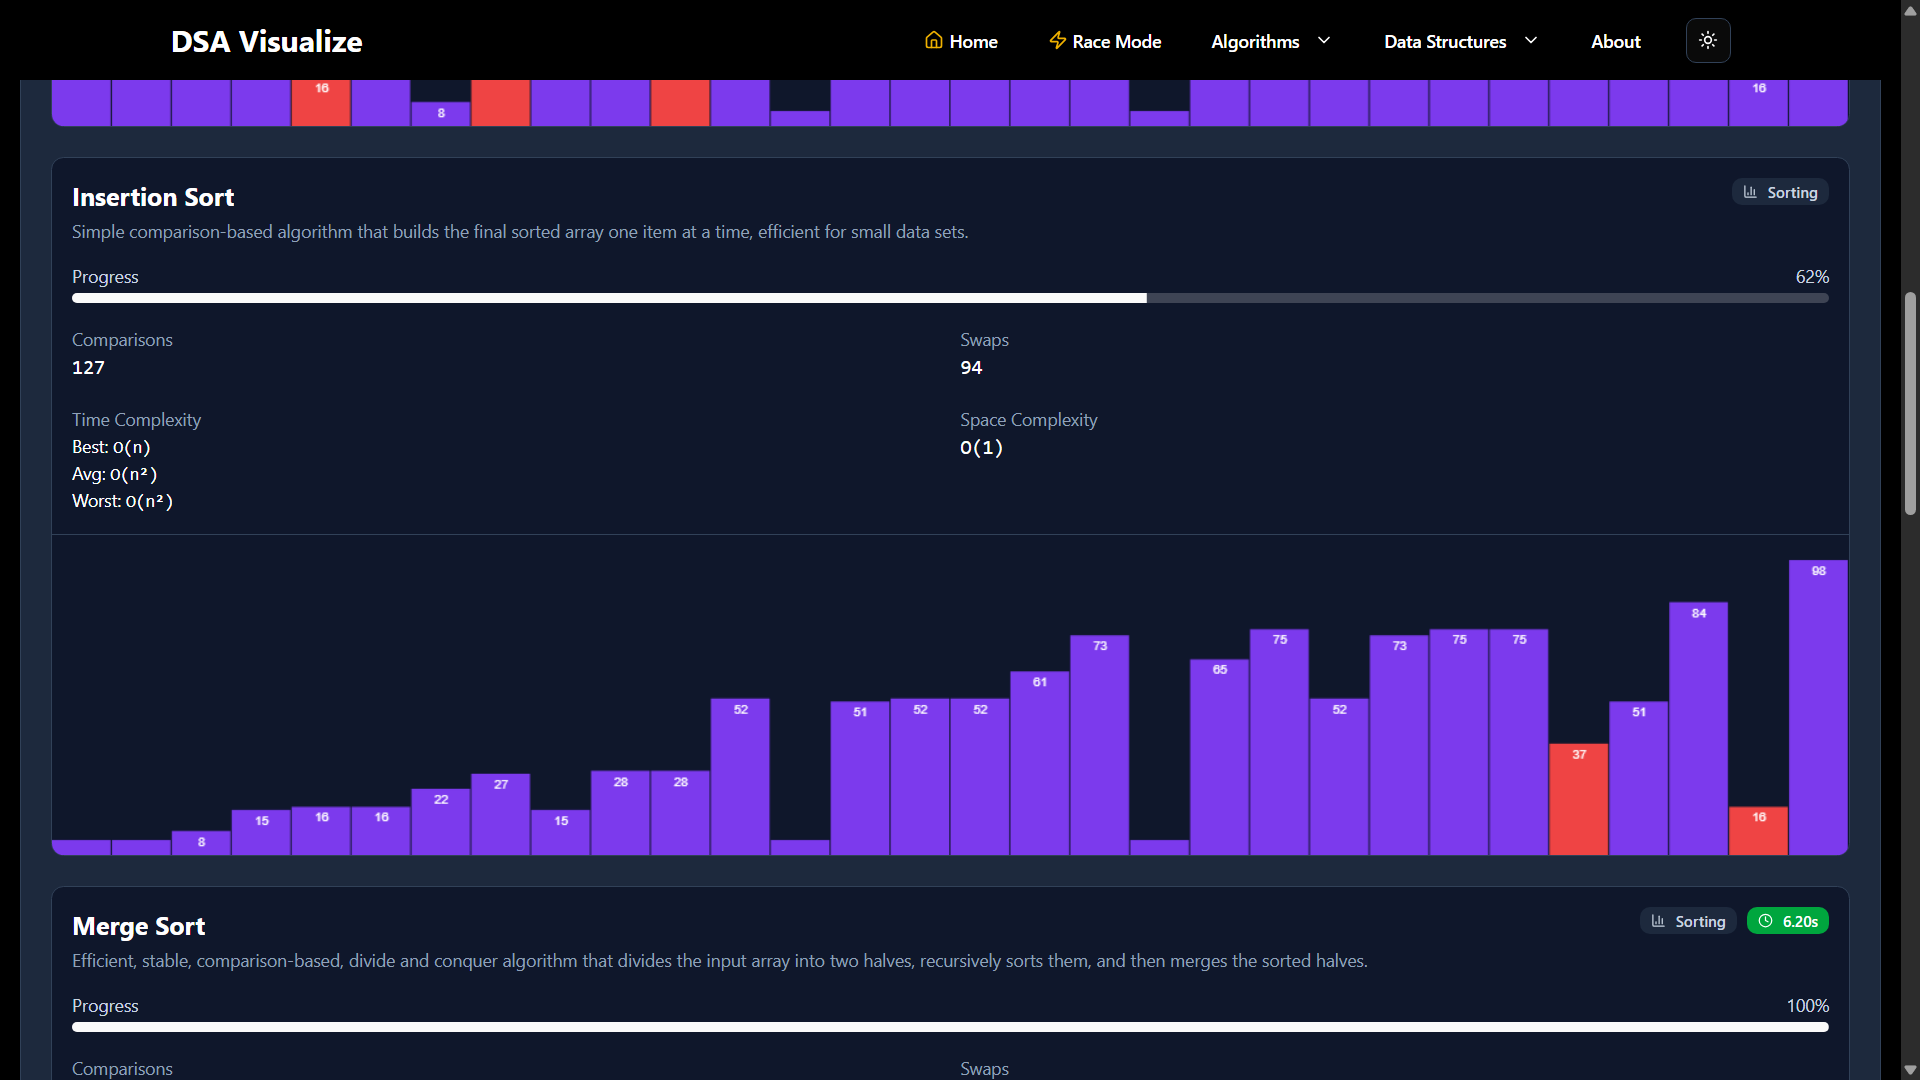 DSA Visualize
Home
Race Mode
Algorithms
Data Structures
About
16
8
16
Insertion Sort
Sorting
Simple comparison-based algorithm that builds the final sorted array one item at a time, efficient for small data sets.
Progress
62%
Comparisons
Swaps
127
94
Time Complexity
Space Complexity
Best: O(n)
O(1)
Avg: O(n²)
Worst: O(n²)
8
15
16
16
22
27
15
28
28
52
51
52
52
61
73
65
75
52
73
75
75
37
51
84
16
98
Merge Sort
Sorting
6.20s
Efficient, stable, comparison-based, divide and conquer algorithm that divides the input array into two halves, recursively sorts them, and then merges the sorted halves.
Progress
100%
Comparisons
Swaps